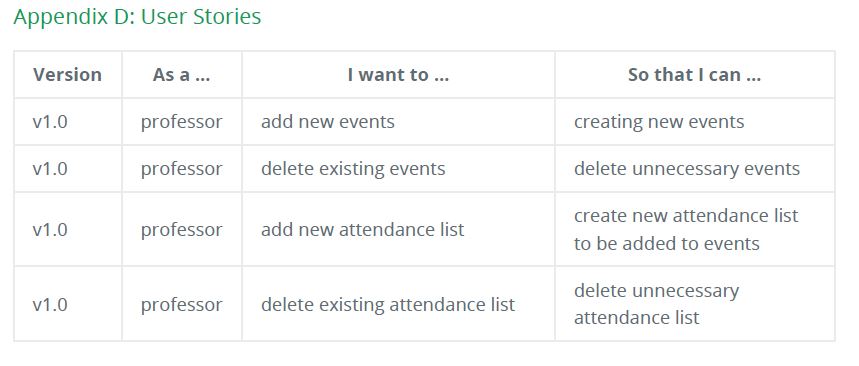 Appendix D: User Stories
Version As a ... I want to ... So that I can ...
v1.0 professor add new events creating new events
v1.0 professor delete existing events delete unnecessary events
v1.0 professor add new attendance list create new attendance list
to be added to events
v1.0 professor delete existing attendance list delete unnecessary
attendance list